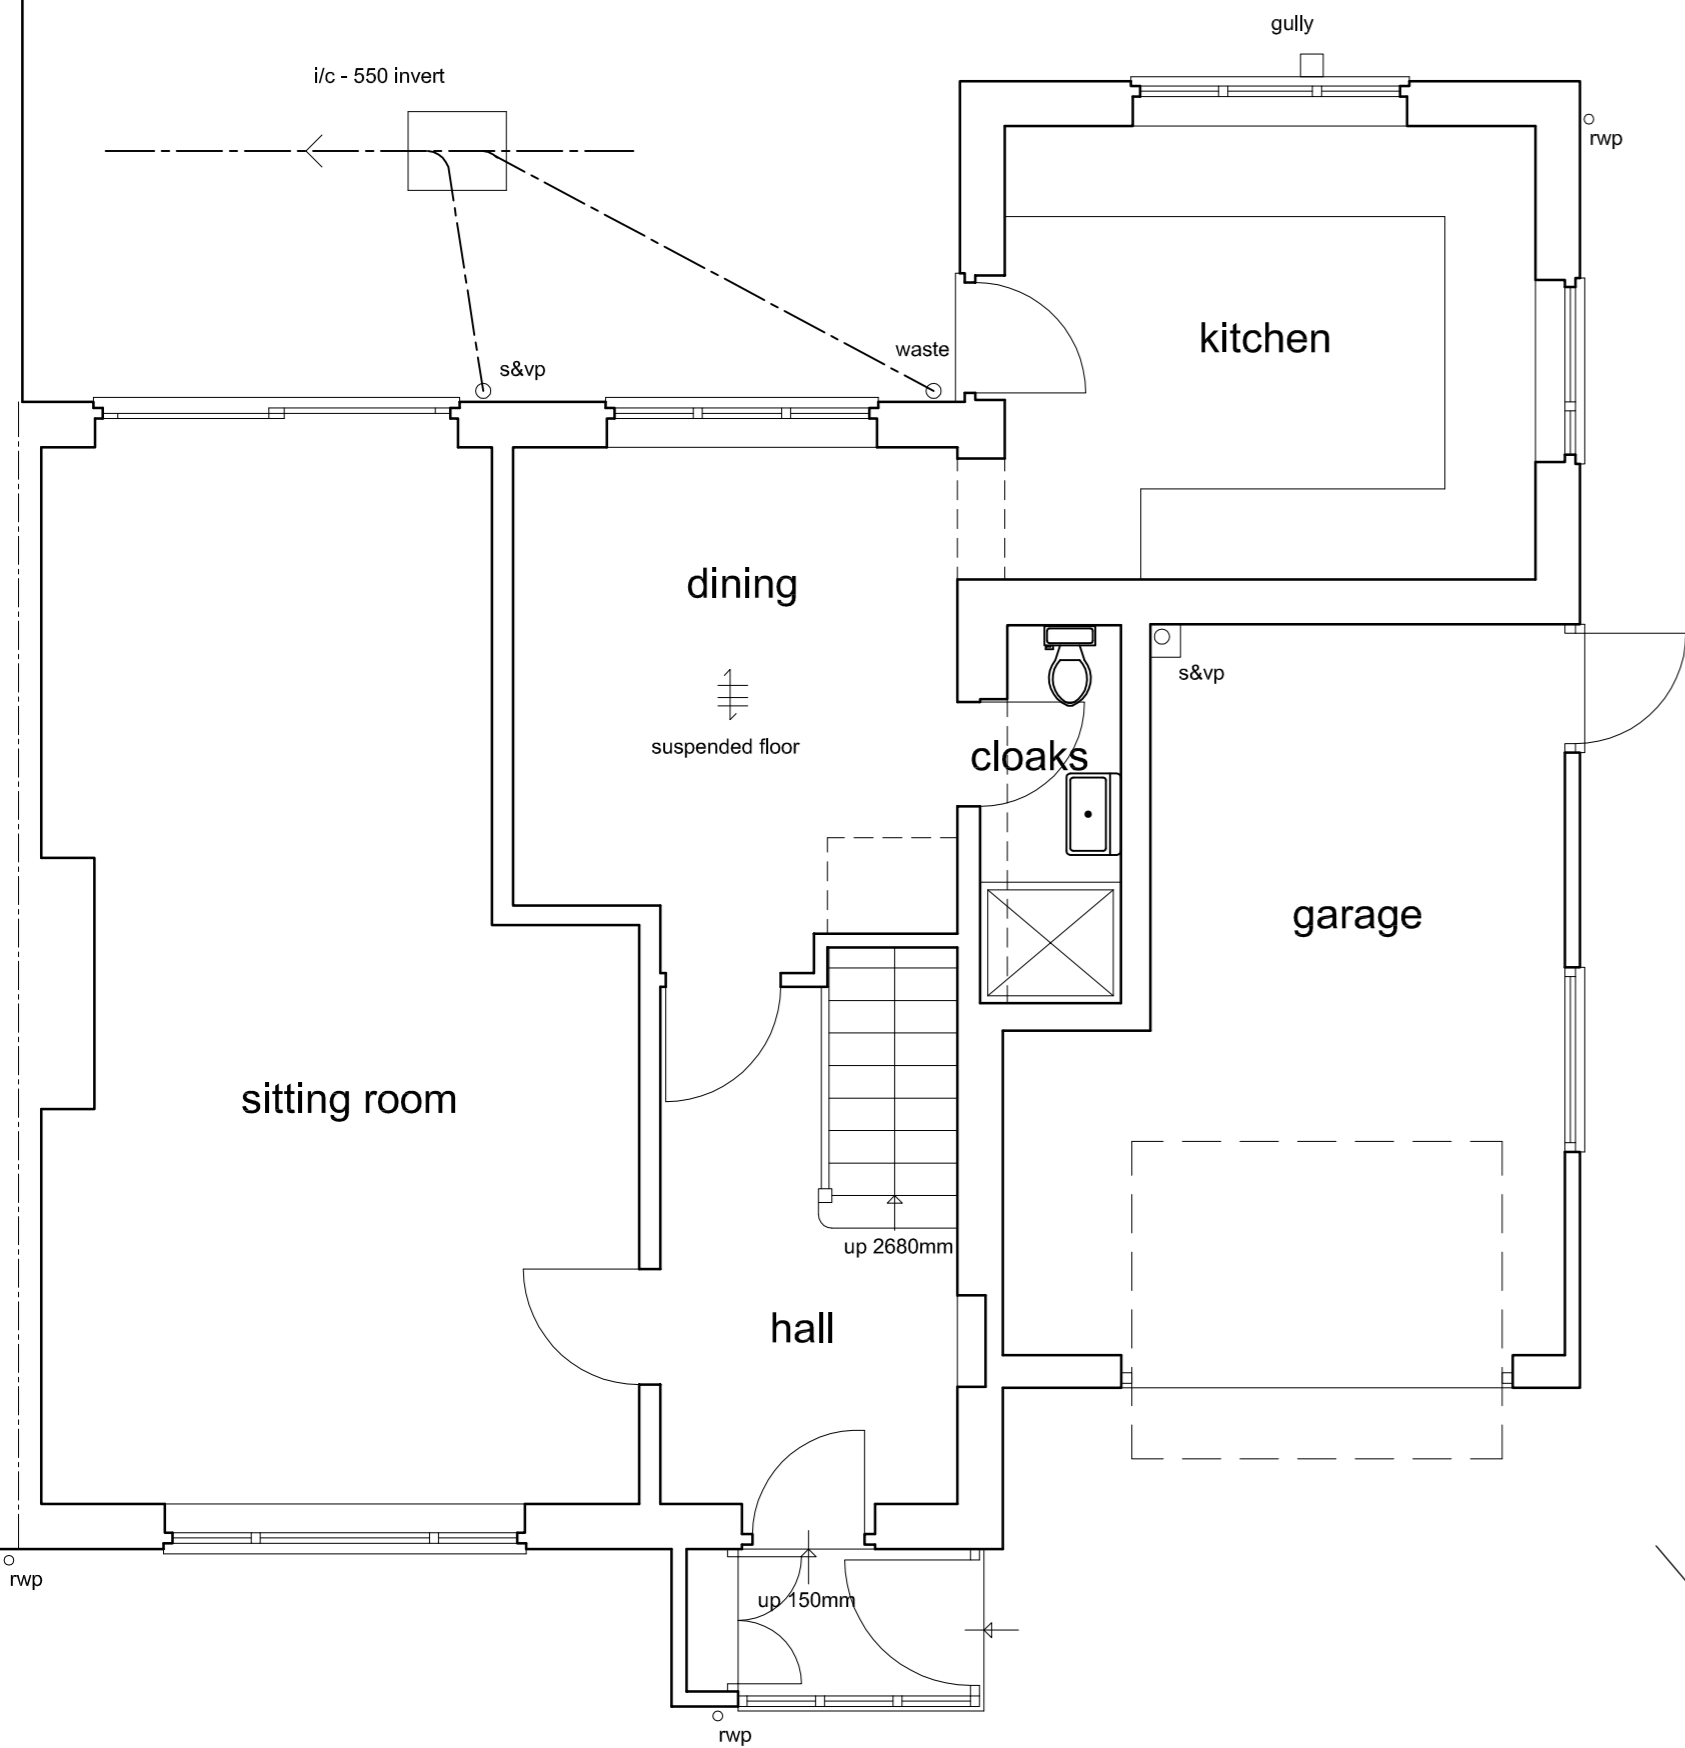 gully
i/c - 550 invert
rwp
kitchen
waste
s&vp
dining
s&vp
suspended floor
cloaks
garage
sitting room
up 2680mm
hall
rwp
up 150mm
rwp